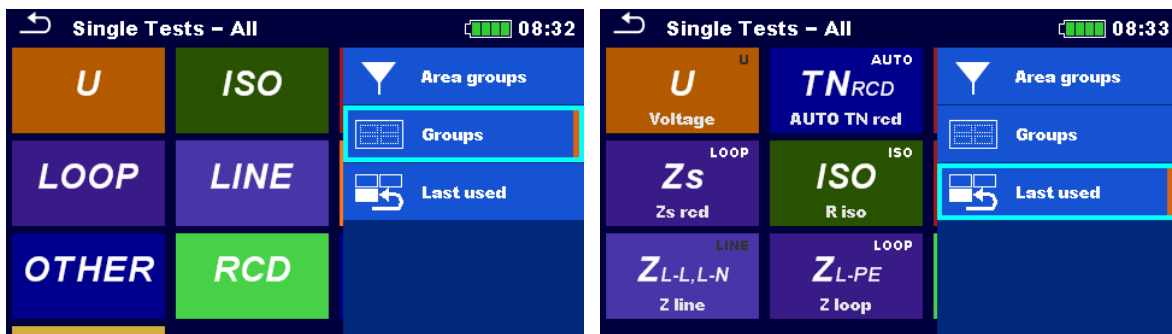 Single Tests – All 08:32
U ISO
LOOP LINE
OTHER RCD
Area groups
Groups
Last used
Single Tests – All 08:33
U
U
Voltage
AUTO
TNRCD
AUTO TN rcd
LOOP
Zs
Zs rcd
ISO
ISO
R iso
LINE
ZL-L,L-N
Z line
LOOP
ZL-PE
Z loop
Area groups
Groups
Last used